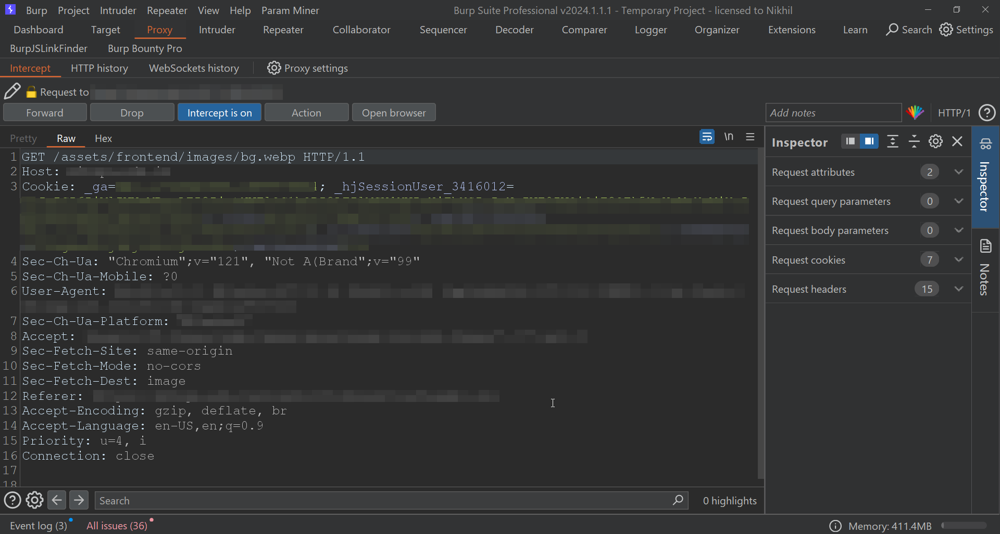 Burp Project Intruder Repeater View Help Param Miner Burp Suite Professional v2024.1.1.1 - Temporary Project - licensed to Nikhil
Dashboard Target Proxy Intruder Repeater Collaborator Sequencer Decoder Comparer Logger Organizer Extensions Learn Search Settings
BurpJSLinkFinder Burp Bounty Pro
Intercept HTTP history WebSockets history Proxy settings
Request to
Forward Drop Intercept is on Action Open browser Add notes HTTP/1
Pretty Raw Hex \n
1 GET /assets/frontend/images/bg.webp HTTP/1.1
2 Host:
3 Cookie: _ga= ; _hjSessionUser_3416012=
4 Sec-Ch-Ua: "Chromium";v="121", "Not A(Brand";v="99"
5 Sec-Ch-Ua-Mobile: ?0
6 User-Agent:
7 Sec-Ch-Ua-Platform:
8 Accept:
9 Sec-Fetch-Site: same-origin
10 Sec-Fetch-Mode: no-cors
11 Sec-Fetch-Dest: image
12 Referer:
13 Accept-Encoding: gzip, deflate, br
14 Accept-Language: en-US,en;q=0.9
15 Priority: u=4, i
16 Connection: close
17
18
Inspector
Request attributes 2
Request query parameters 0
Request body parameters 0
Request cookies 7
Request headers 15
Inspector
Notes
Search 0 highlights
Event log (3) All issues (36) Memory: 411.4MB